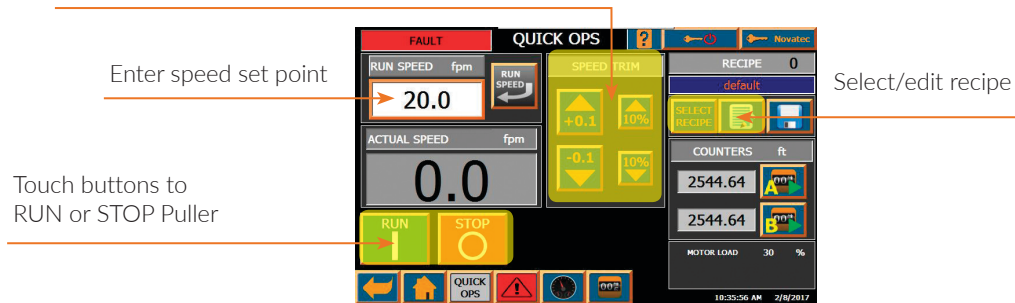 FAULT QUICK OPS ? Novatec
RUN SPEED fpm
RUN SPEED
20.0
SPEED TRIM
+0.1 10%
-0.1 10%
ACTUAL SPEED fpm
0.0
RUN STOP
RECIPE 0
default
SELECT RECIPE
COUNTERS ft
2544.64 A
2544.64 B
MOTOR LOAD 30 %
QUICK OPS 002
10:35:56 AM 2/8/2017
Enter speed set point
Touch buttons to
RUN or STOP Puller
Select/edit recipe